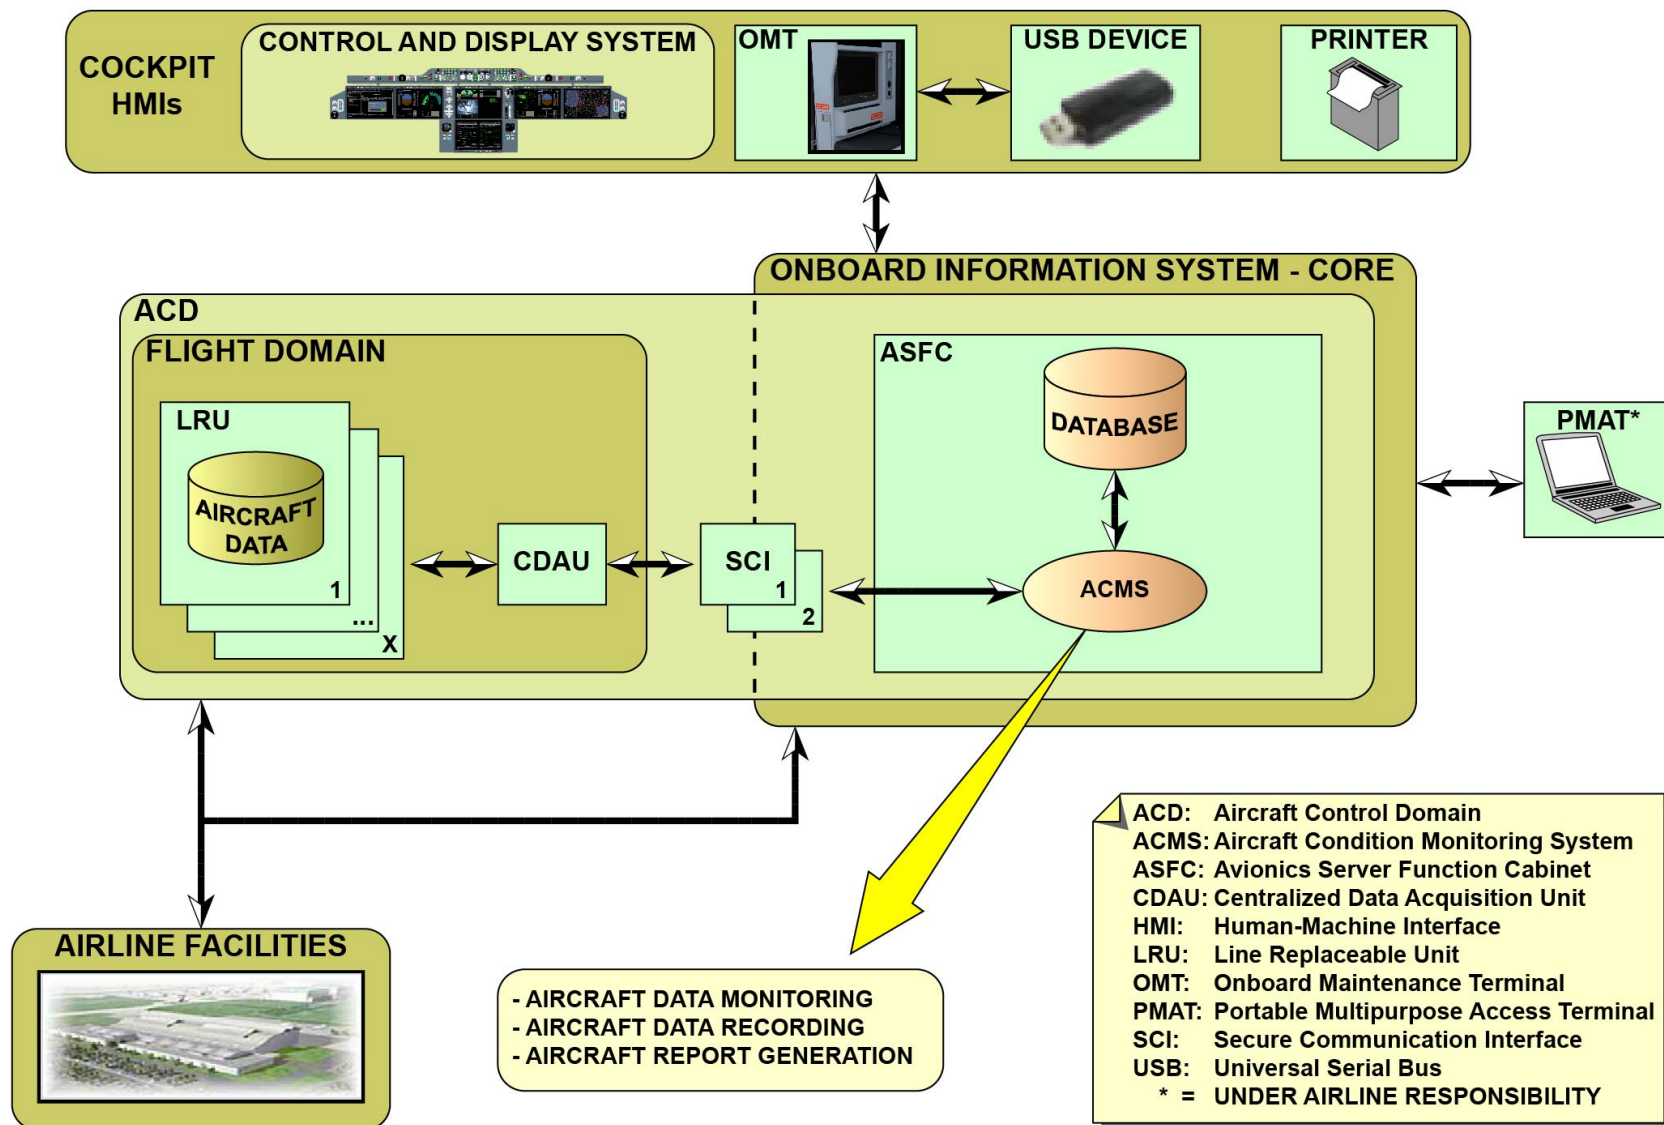 COCKPIT
HMIs
CONTROL AND DISPLAY SYSTEM
OMT
USB DEVICE
PRINTER
ONBOARD INFORMATION SYSTEM - CORE
ACD
FLIGHT DOMAIN
LRU
AIRCRAFT
DATA
1
...
X
CDAU
SCI
1
2
ASFC
DATABASE
ACMS
PMAT*
AIRLINE FACILITIES
- AIRCRAFT DATA MONITORING
- AIRCRAFT DATA RECORDING
- AIRCRAFT REPORT GENERATION
ACD: Aircraft Control Domain
ACMS: Aircraft Condition Monitoring System
ASFC: Avionics Server Function Cabinet
CDAU: Centralized Data Acquisition Unit
HMI: Human-Machine Interface
LRU: Line Replaceable Unit
OMT: Onboard Maintenance Terminal
PMAT: Portable Multipurpose Access Terminal
SCI: Secure Communication Interface
USB: Universal Serial Bus
* = UNDER AIRLINE RESPONSIBILITY